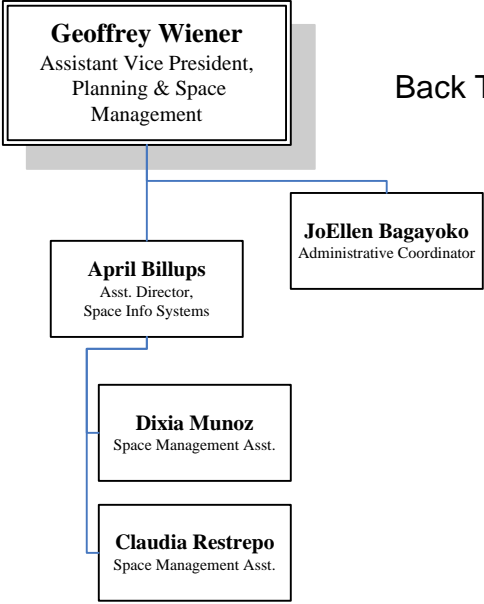 Geoffrey Wiener
Assistant Vice President,
Planning & Space
Management
Back T
JoEllen Bagayoko
Administrative Coordinator
April Billups
Asst. Director,
Space Info Systems
Dixia Munoz
Space Management Asst.
Claudia Restrepo
Space Management Asst.